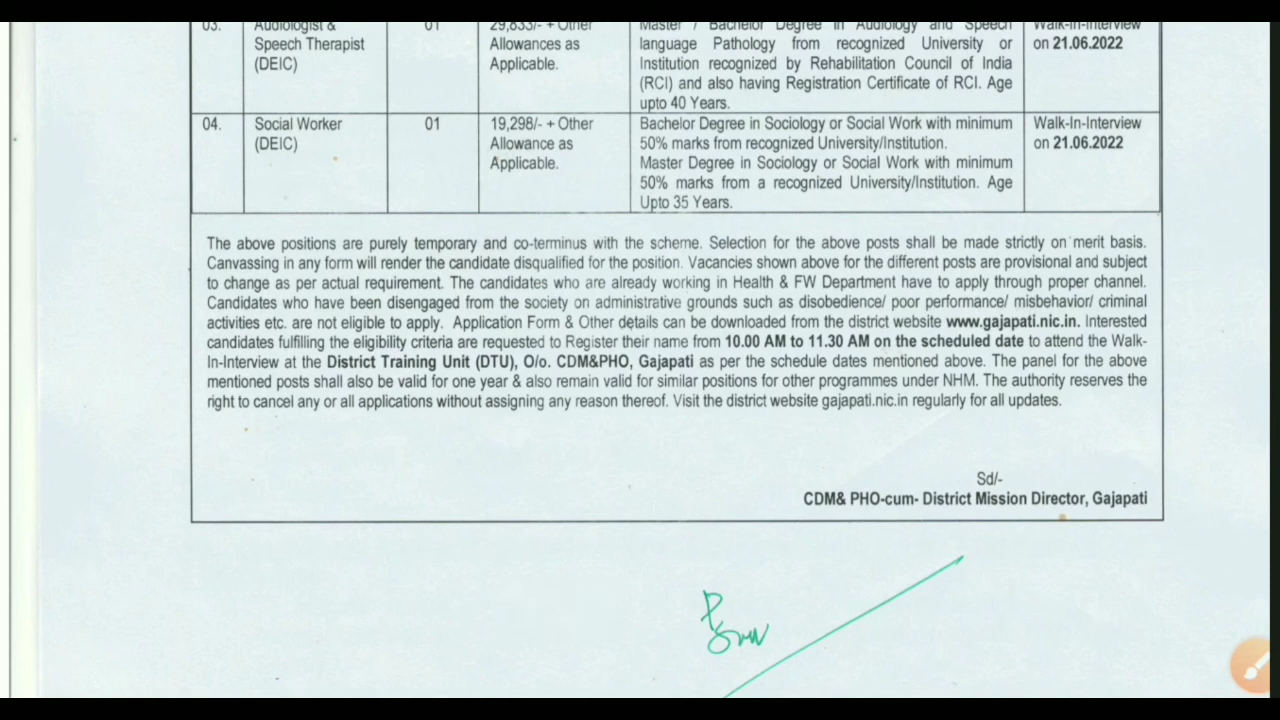 03. Audiologist & 01 29,833/- + Other Master / Bachelor Degree in Audiology and Speech Walk-In-Interview
Speech Therapist Allowances as language Pathology from recognized University or on 21.06.2022
(DEIC) Applicable. Institution recognized by Rehabilitation Council of India
(RCI) and also having Registration Certificate of RCI. Age
upto 40 Years.
04. Social Worker 01 19,298/- + Other Bachelor Degree in Sociology or Social Work with minimum Walk-In-Interview
(DEIC) Allowance as 50% marks from recognized University/Institution. on 21.06.2022
Applicable. Master Degree in Sociology or Social Work with minimum
50% marks from a recognized University/Institution. Age
Upto 35 Years.
The above positions are purely temporary and co-terminus with the scheme. Selection for the above posts shall be made strictly on merit basis.
Canvassing in any form will render the candidate disqualified for the position. Vacancies shown above for the different posts are provisional and subject
to change as per actual requirement. The candidates who are already working in Health & FW Department have to apply through proper channel.
Candidates who have been disengaged from the society on administrative grounds such as disobedience/ poor performance/ misbehavior/ criminal
activities etc. are not eligible to apply. Application Form & Other details can be downloaded from the district website www.gajapati.nic.in. Interested
candidates fulfilling the eligibility criteria are requested to Register their name from 10.00 AM to 11.30 AM on the scheduled date to attend the Walk-
In-Interview at the District Training Unit (DTU), O/o. CDM&PHO, Gajapati as per the schedule dates mentioned above. The panel for the above
mentioned posts shall also be valid for one year & also remain valid for similar positions for other programmes under NHM. The authority reserves the
right to cancel any or all applications without assigning any reason thereof. Visit the district website gajapati.nic.in regularly for all updates.
Sd/-
CDM& PHO-cum- District Mission Director, Gajapati